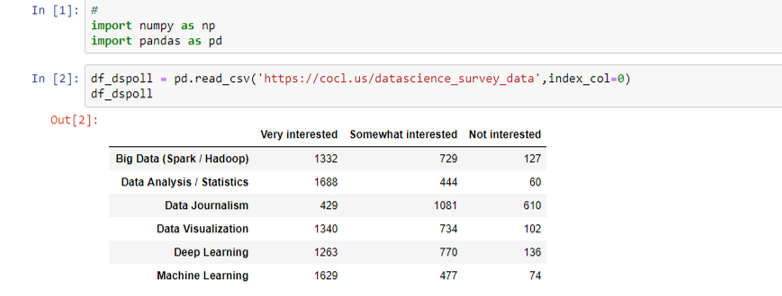 In [1]: #
import numpy as np
import pandas as pd
In [2]: df_dspoll = pd.read_csv('https://cocl.us/datascience_survey_data',index_col=0)
df_dspoll
Out[2]:
Very interested Somewhat interested Not interested
Big Data (Spark / Hadoop) 1332 729 127
Data Analysis / Statistics 1688 444 60
Data Journalism 429 1081 610
Data Visualization 1340 734 102
Deep Learning 1263 770 136
Machine Learning 1629 477 74